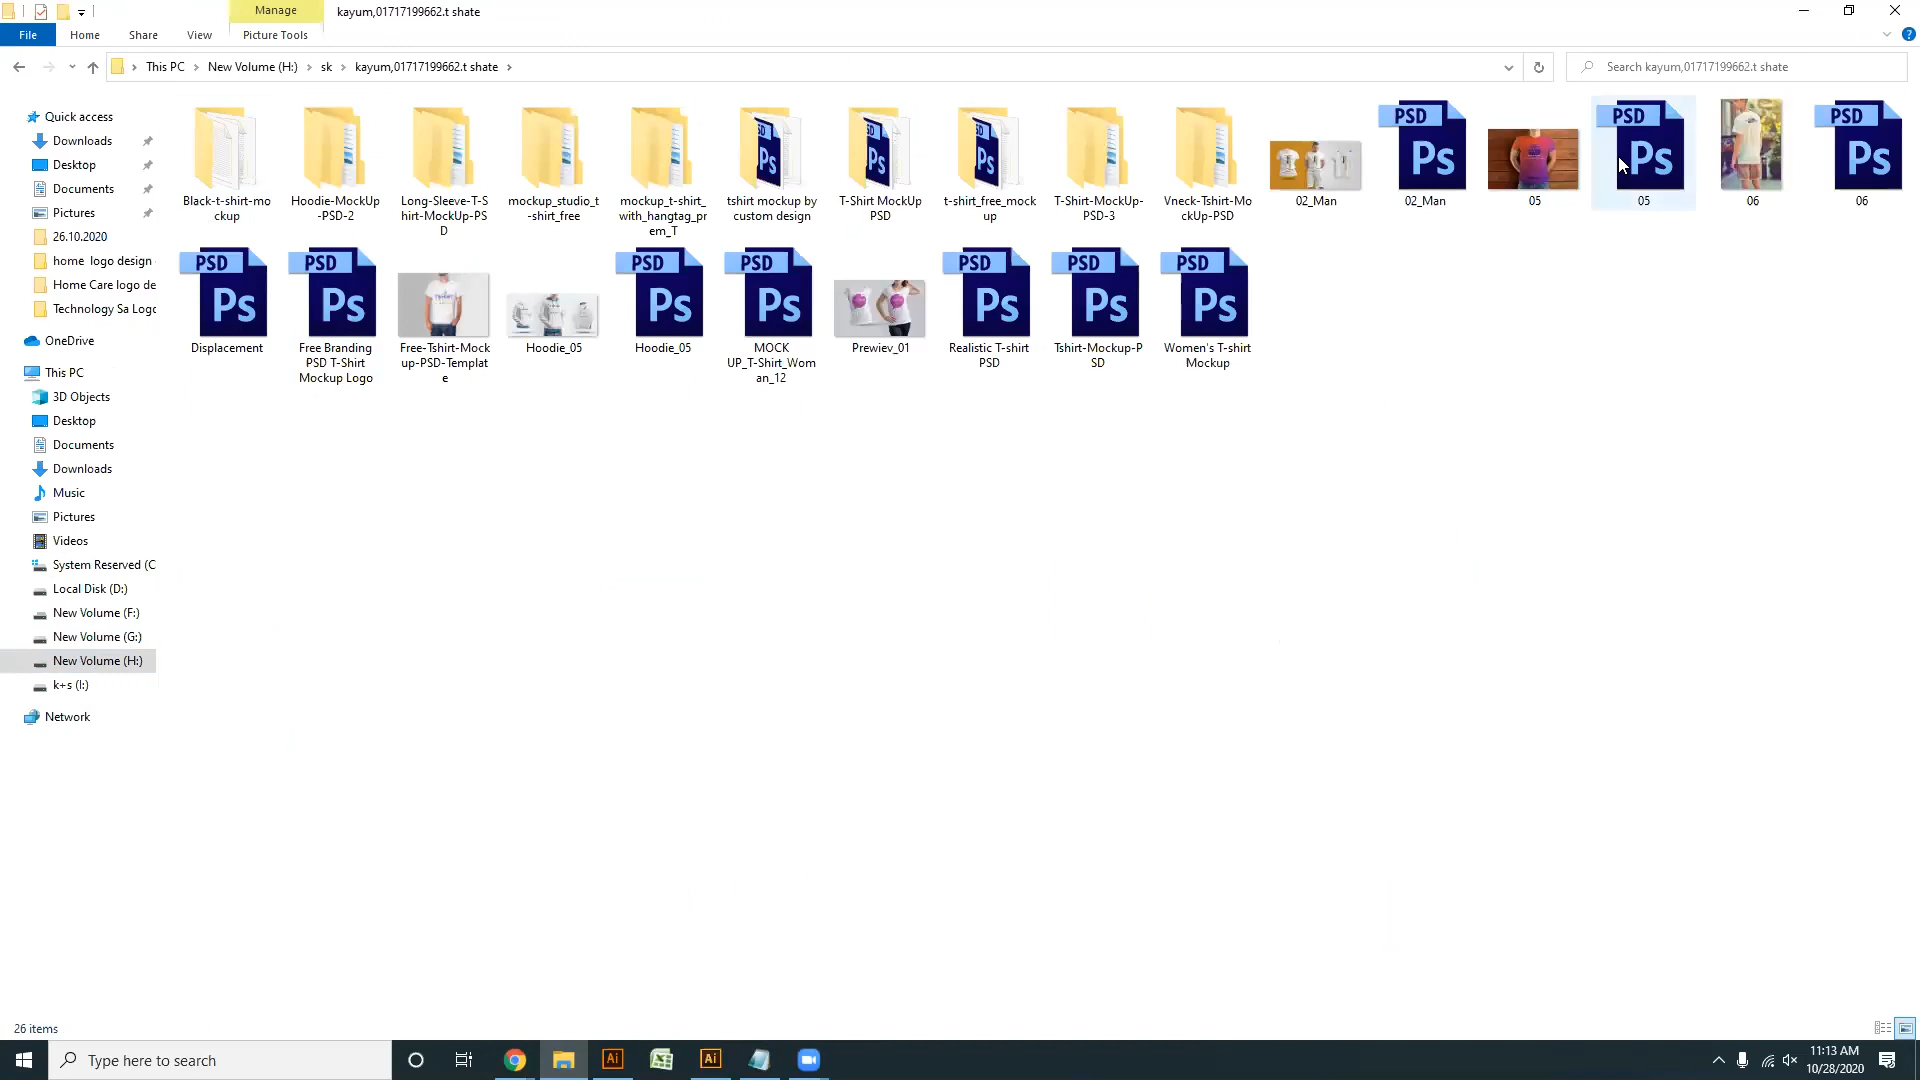 Manage
kayum,01717199662.t shate
File
Home
Share
View
Picture Tools
This PC
New Volume (H:)
sk
kayum,01717199662.t shate
Search kayum,01717199662.t shate
Quick access
Downloads
Desktop
Documents
Pictures
26.10.2020
home logo design
Home Care logo de
Technology Sa Logo
OneDrive
This PC
3D Objects
Desktop
Documents
Downloads
Music
Pictures
Videos
System Reserved (C
Local Disk (D:)
New Volume (F:)
New Volume (G:)
New Volume (H:)
k+s (I:)
Network
Black-t-shirt-mo
ckup
Hoodie-MockUp
-PSD-2
Long-Sleeve-T-S
hirt-MockUp-PS
D
mockup_studio_t
-shirt_free
mockup_t-shirt_
with_hangtag_pr
em_T
tshirt mockup by
custom design
T-Shirt MockUp
PSD
t-shirt_free_mock
up
T-Shirt-MockUp-
PSD-3
Vneck-Tshirt-Mo
ckUp-PSD
02_Man
PSD
Ps
02_Man
05
PSD
Ps
05
06
PSD
Ps
06
PSD
Ps
Displacement
PSD
Ps
Free Branding
PSD T-Shirt
Mockup Logo
Free-Tshirt-Mock
up-PSD-Templat
e
Hoodie_05
PSD
Ps
Hoodie_05
PSD
Ps
MOCK
UP_T-Shirt_Wom
an_12
Prewiev_01
PSD
Ps
Realistic T-shirt
PSD
PSD
Ps
Tshirt-Mockup-P
SD
PSD
Ps
Women's T-shirt
Mockup
26 items
Type here to search
Ai
Ai
11:13 AM
10/28/2020